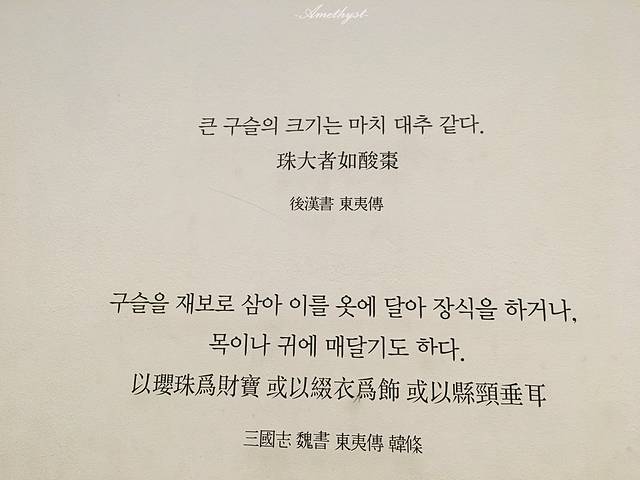 -Amethyst-
큰 구슬의 크기는 마치 대추 같다.
珠大者如酸棗
後漢書 東夷傳
구슬을 재보로 삼아 이를 옷에 달아 장식을 하거나,
목이나 귀에 매달기도 하다.
以瓔珠爲財寶 或以綴衣爲飾 或以縣頸垂耳
三國志 魏書 東夷傳 韓條